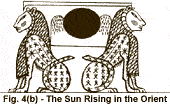 Fig. 4(b) - The Sun Rising in the Orient